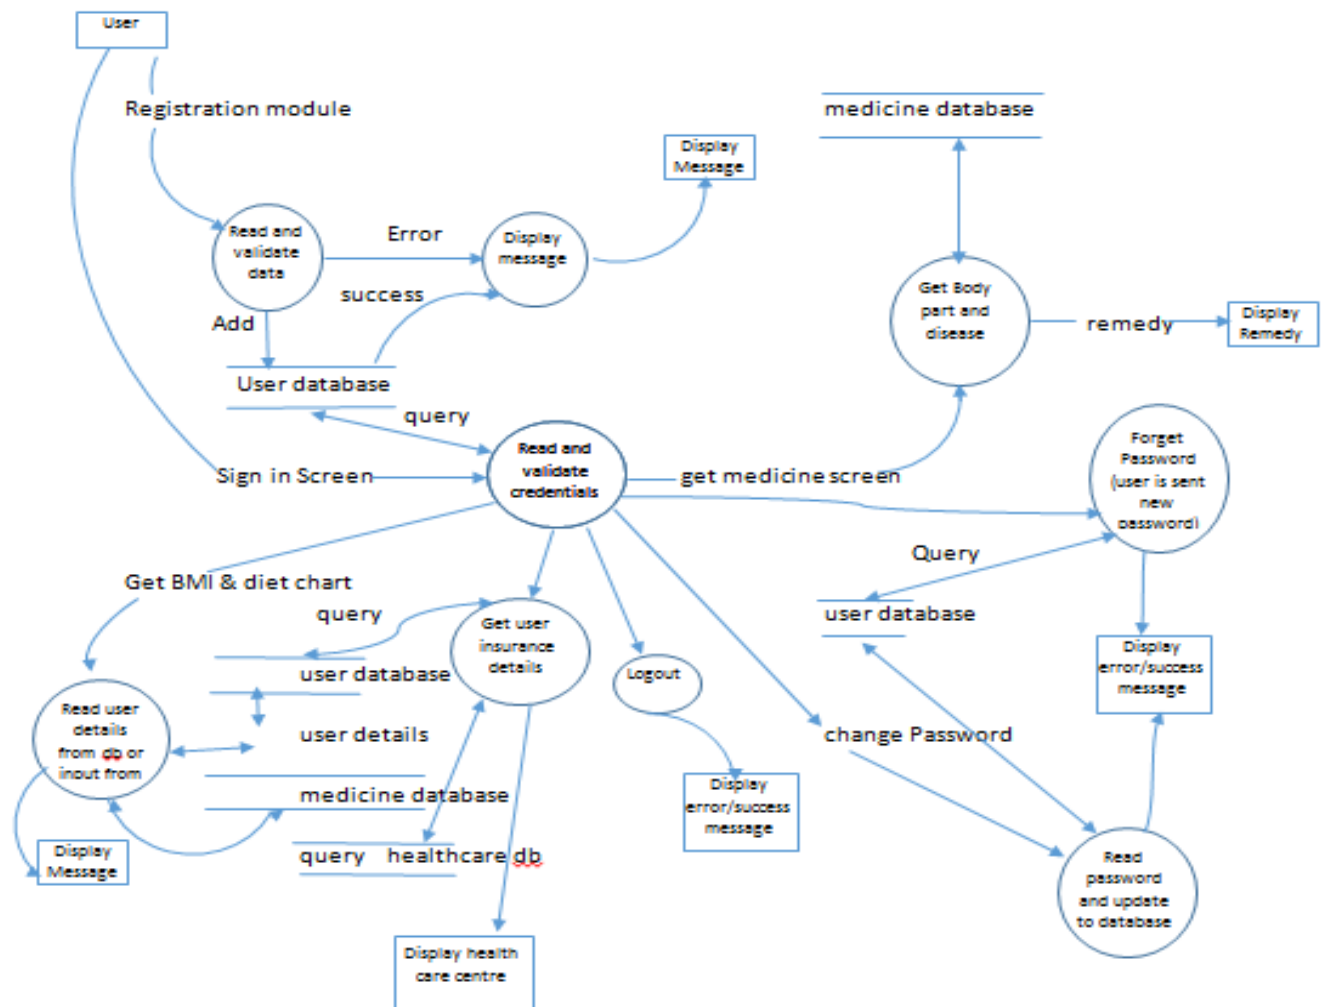 User
Registration module
medicine database
Display
Message
Read and
validate
data
Error
Display
message
success
Add
Get Body
part and
disease
remedy
Display
Remedy
User database
query
Read and
validate
credentials
Sign in Screen
get medicine screen
Forget
Password
(user is sent
new
password)
Query
Get BMI & diet chart
query
Get user
insurance
details
user database
Logout
user database
Display
error/success
message
Read user
details
from db or
input from
user details
change Password
medicine database
Display
error/success
message
Display
Message
query healthcare db
Read
password
and update
to database
Display health
care centre